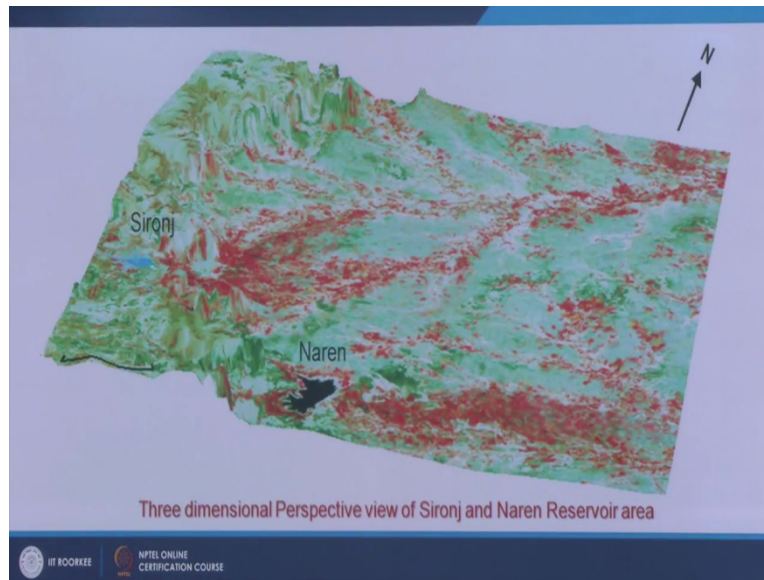 N
Sironj
Naren
Three dimensional Perspective view of Sironj and Naren Reservoir area
IIT ROORKEE
NPTEL ONLINE
CERTIFICATION COURSE